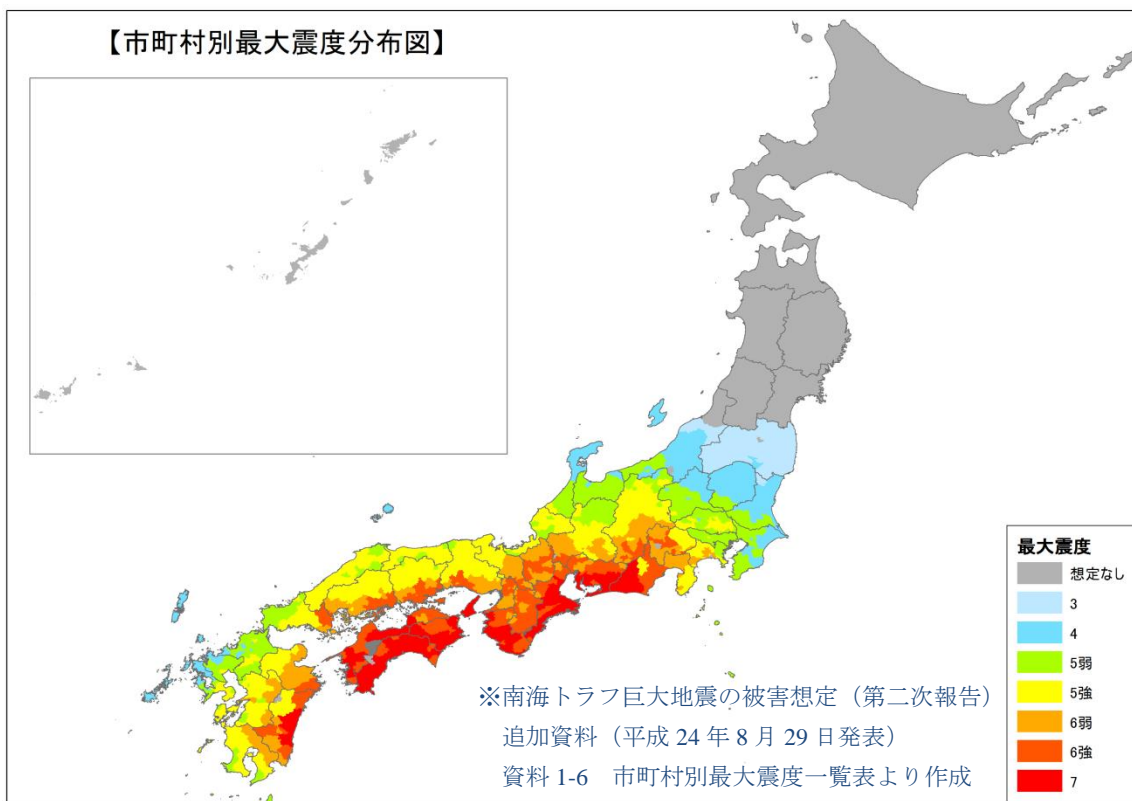 【市町村別最大震度分布図】
※南海トラフ巨大地震の被害想定（第二次報告）
追加資料（平成 24 年 8 月 29 日発表）
資料 1-6　市町村別最大震度一覧表より作成
最大震度
想定なし
3
4
5弱
5強
6弱
6強
7